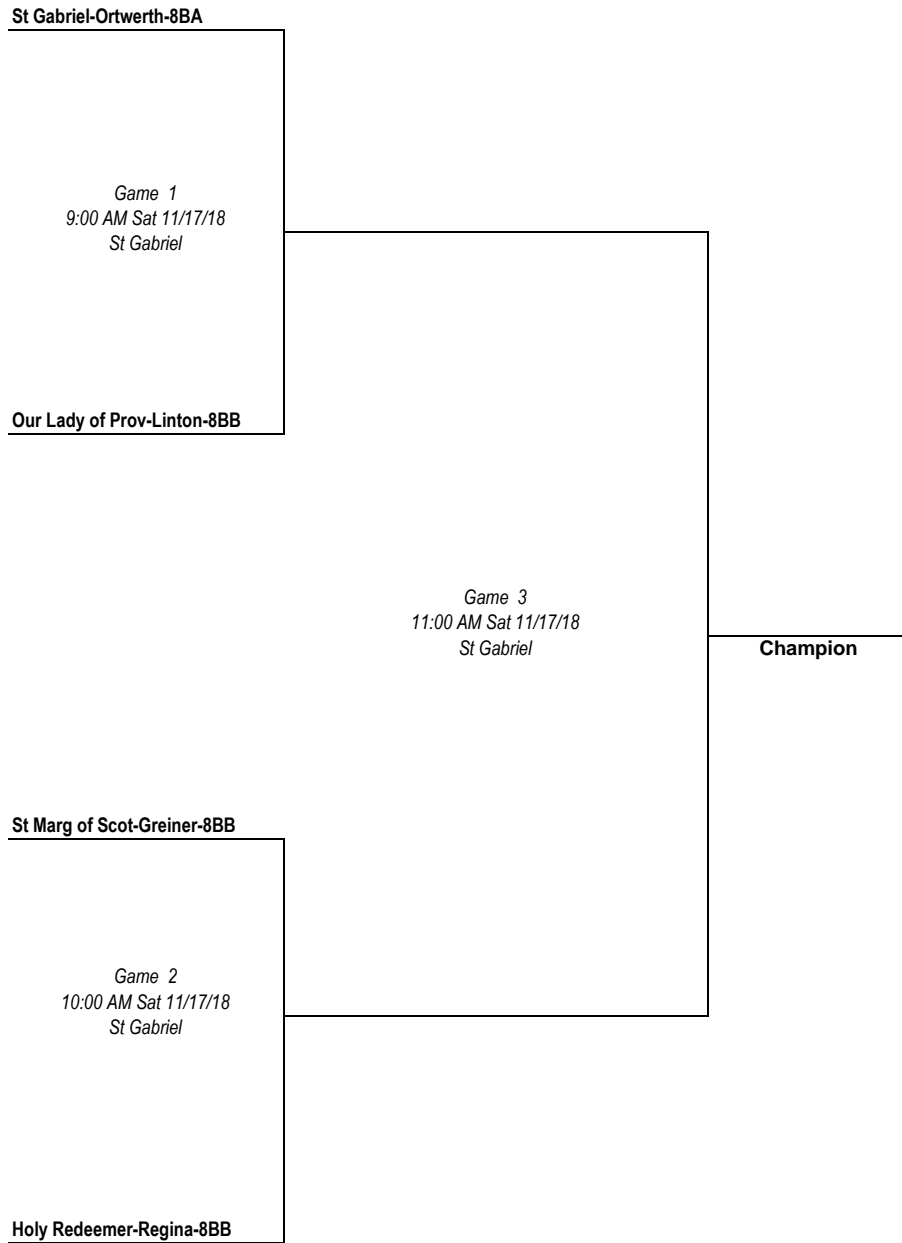 St Gabriel-Ortwerth-8BA
Game 1
9:00 AM Sat 11/17/18
St Gabriel
Our Lady of Prov-Linton-8BB
Game 3
11:00 AM Sat 11/17/18
St Gabriel
Champion
St Marg of Scot-Greiner-8BB
Game 2
10:00 AM Sat 11/17/18
St Gabriel
Holy Redeemer-Regina-8BB